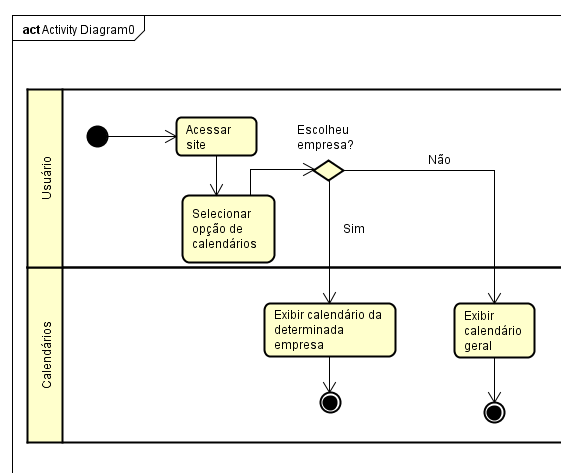 act Activity Diagram0
Usuário
Acessar
site
Selecionar
opção de
calendários
Escolheu
empresa?
Não
Sim
Calendários
Exibir calendário da
determinada
empresa
Exibir
calendário
geral